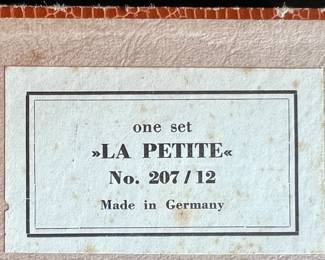 one set
»LA PETITE«
No. 207/12
Made in Germany